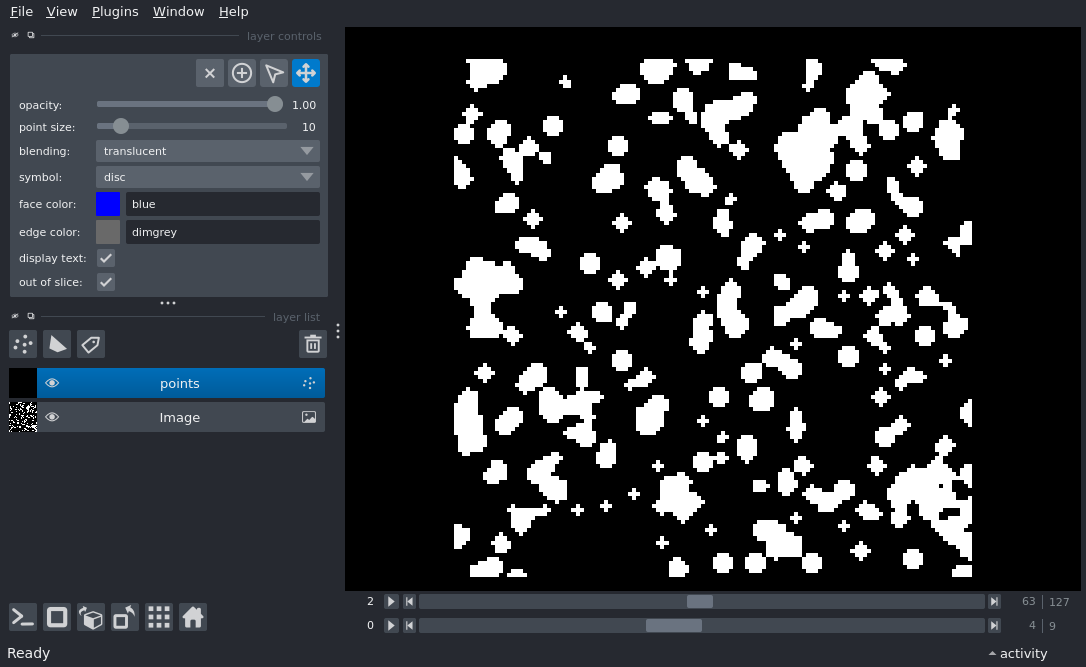 File View Plugins Window Help
layer controls
opacity: 1.00
point size: 10
blending: translucent
symbol: disc
face color: blue
edge color: dimgrey
display text:
out of slice:
layer list
points
Image
2 63 127
0 4 9
Ready activity